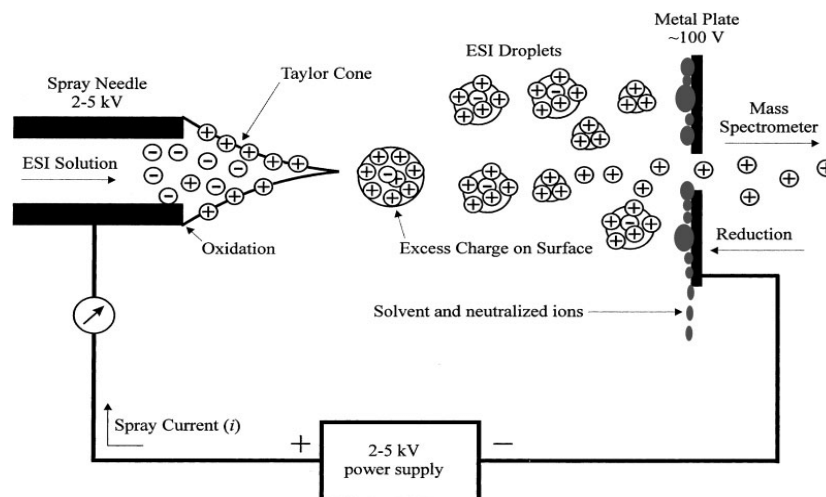 Metal Plate
~100 V
ESI Droplets
Taylor Cone
Spray Needle
2-5 kV
Mass
Spectrometer
ESI Solution
Oxidation
Excess Charge on Surface
Reduction
Solvent and neutralized ions
Spray Current (i)
+
2-5 kV
power supply
−